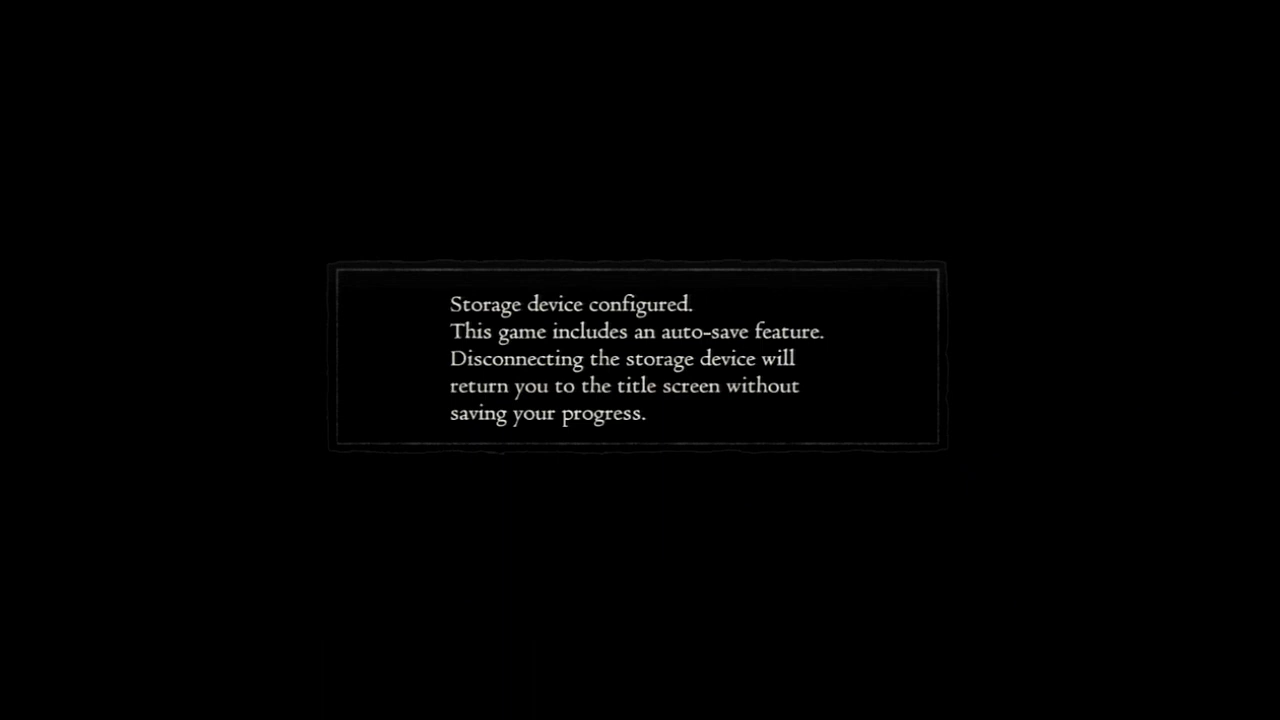 Storage device configured.
This game includes an auto-save feature.
Disconnecting the storage device will
return you to the title screen without
saving your progress.